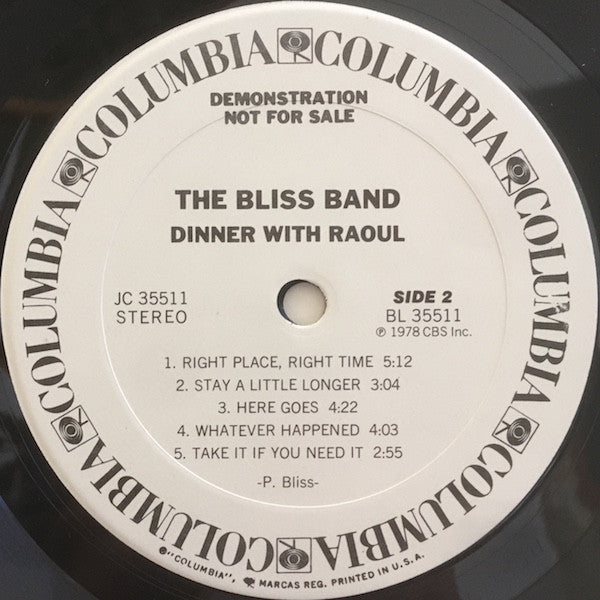 COLUMBIA COLUMBIA COLUMBIA COLUMBIA COLUMBIA COLUMBIA COLUMBIA COLUMBIA
DEMONSTRATION
NOT FOR SALE
THE BLISS BAND
DINNER WITH RAOUL
JC 35511 SIDE 2
STEREO BL 35511
℗ 1978 CBS Inc.
1. RIGHT PLACE, RIGHT TIME 5:12
2. STAY A LITTLE LONGER 3:04
3. HERE GOES 4:22
4. WHATEVER HAPPENED 4:03
5. TAKE IT IF YOU NEED IT 2:55
-P. Bliss-
®"COLUMBIA", MARCAS REG. PRINTED IN U.S.A.